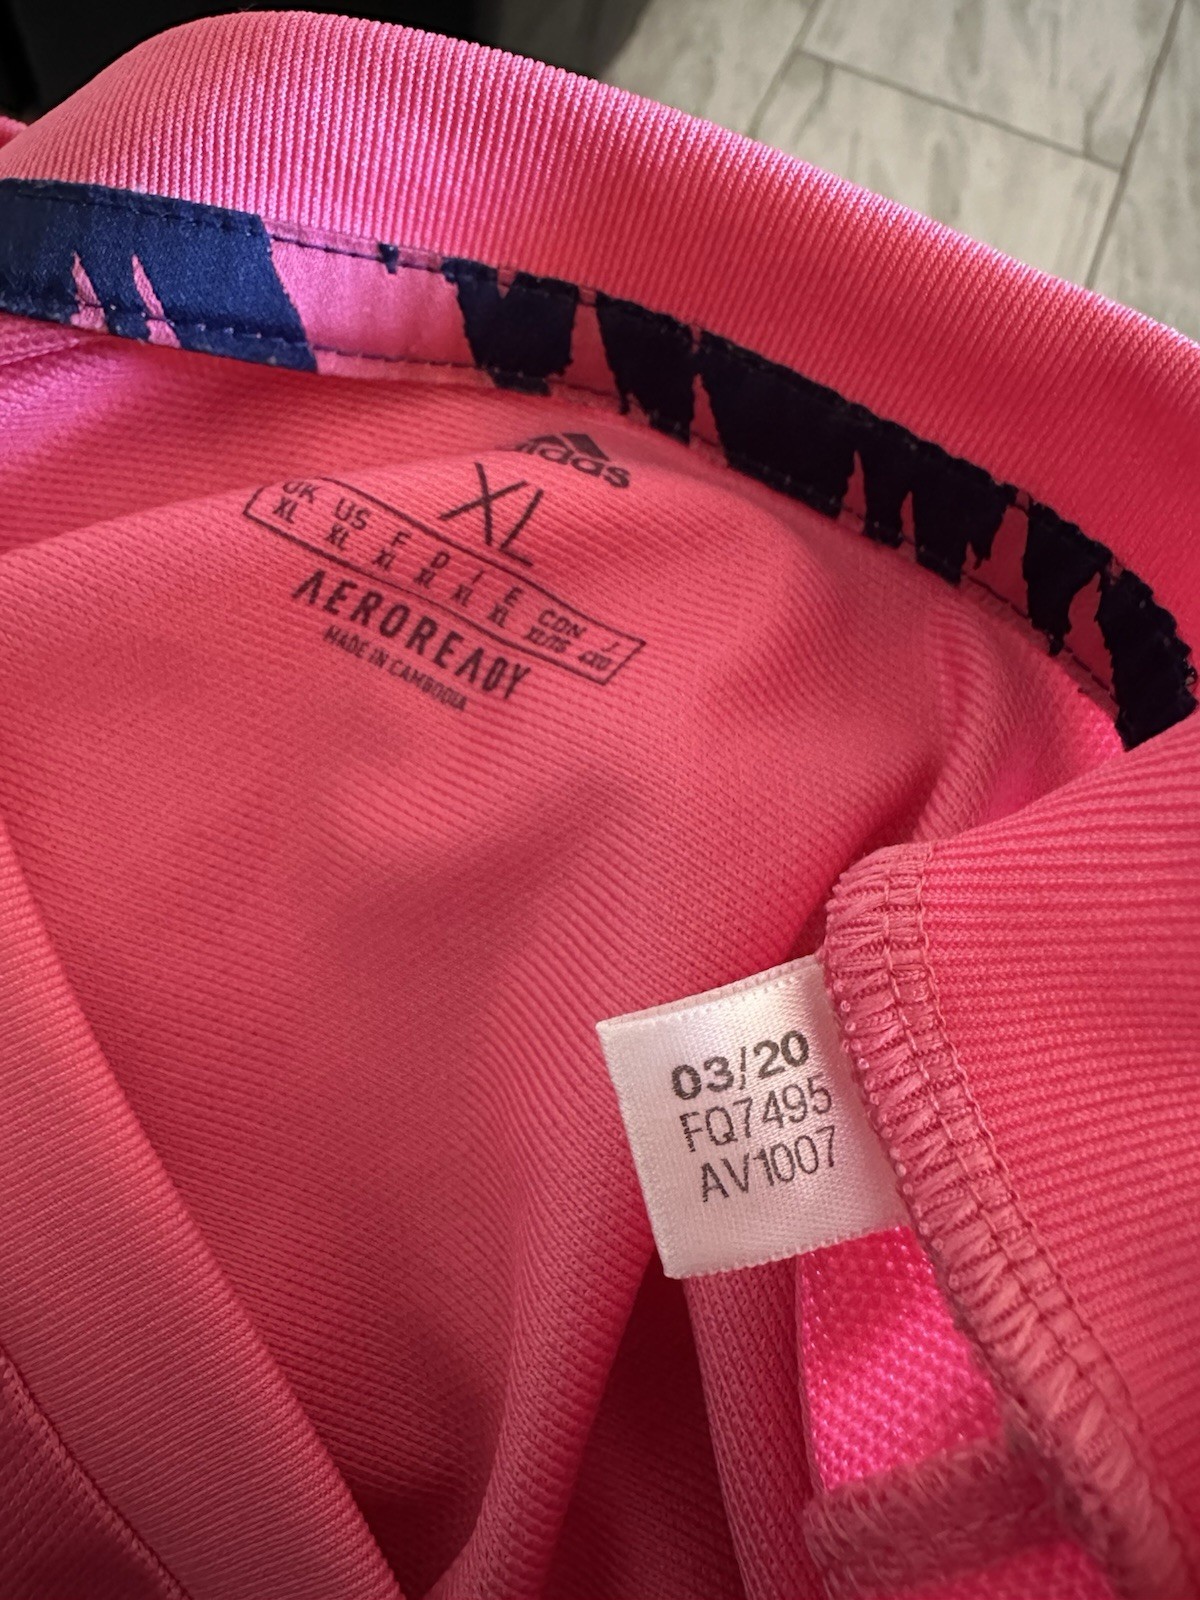 adidas
XL
UK US F D I E CDN J
XL XL XL XL XL XL XL/TG 4XO
AEROREADY
MADE IN CAMBODIA
03/20
FQ7495
AV1007